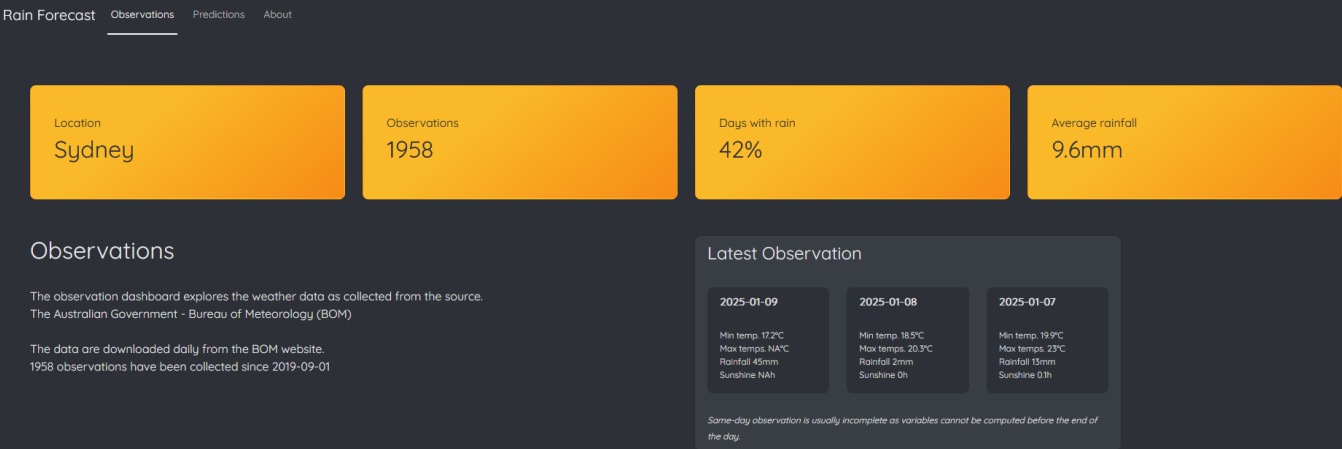 Rain Forecast Observations Predictions About
Location
Sydney
Observations
1958
Days with rain
42%
Average rainfall
9.6mm
Observations
The observation dashboard explores the weather data as collected from the source.
The Australian Government - Bureau of Meteorology (BOM)
The data are downloaded daily from the BOM website.
1958 observations have been collected since 2019-09-01
Latest Observation
2025-01-09
Min temp. 17.2°C
Max temps. NA°C
Rainfall 45mm
Sunshine NAh
2025-01-08
Min temp. 18.5°C
Max temps. 20.3°C
Rainfall 2mm
Sunshine 0h
2025-01-07
Min temp. 19.9°C
Max temps. 23°C
Rainfall 13mm
Sunshine 0.1h
Same-day observation is usually incomplete as variables cannot be computed before the end of
the day.